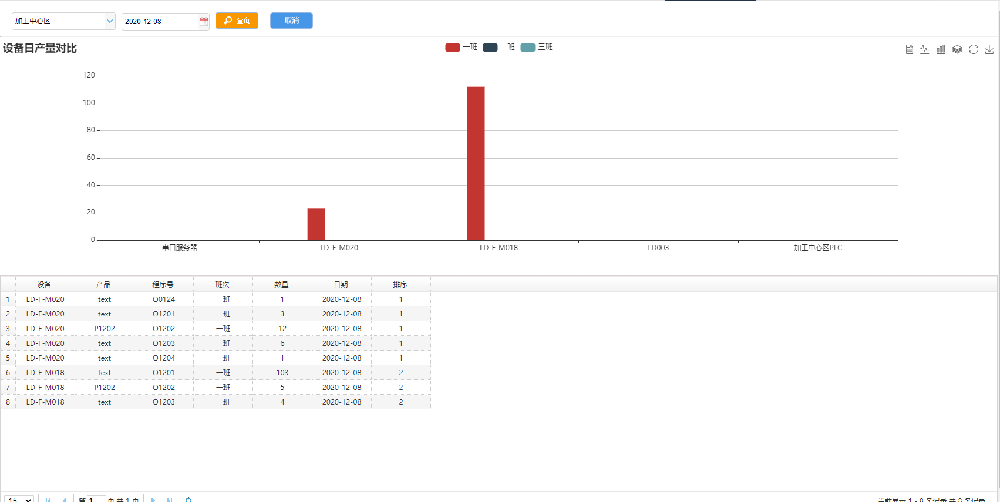 加工中心区 2020-12-08 查询 取消
设备日产量对比
一班 二班 三班
120
100
80
60
40
20
0
串口服务器 LD-F-M020 LD-F-M018 LD003 加工中心区PLC
设备 产品 程序号 班次 数量 日期 排序
1 LD-F-M020 text O0124 一班 1 2020-12-08 1
2 LD-F-M020 text O1201 一班 3 2020-12-08 1
3 LD-F-M020 P1202 O1202 一班 12 2020-12-08 1
4 LD-F-M020 text O1203 一班 6 2020-12-08 1
5 LD-F-M020 text O1204 一班 1 2020-12-08 1
6 LD-F-M018 text O1201 一班 103 2020-12-08 2
7 LD-F-M018 P1202 O1202 一班 5 2020-12-08 2
8 LD-F-M018 text O1203 一班 4 2020-12-08 2
15 第 1 页 共 1 页 当前显示 1 - 8 条记录 共 8 条记录